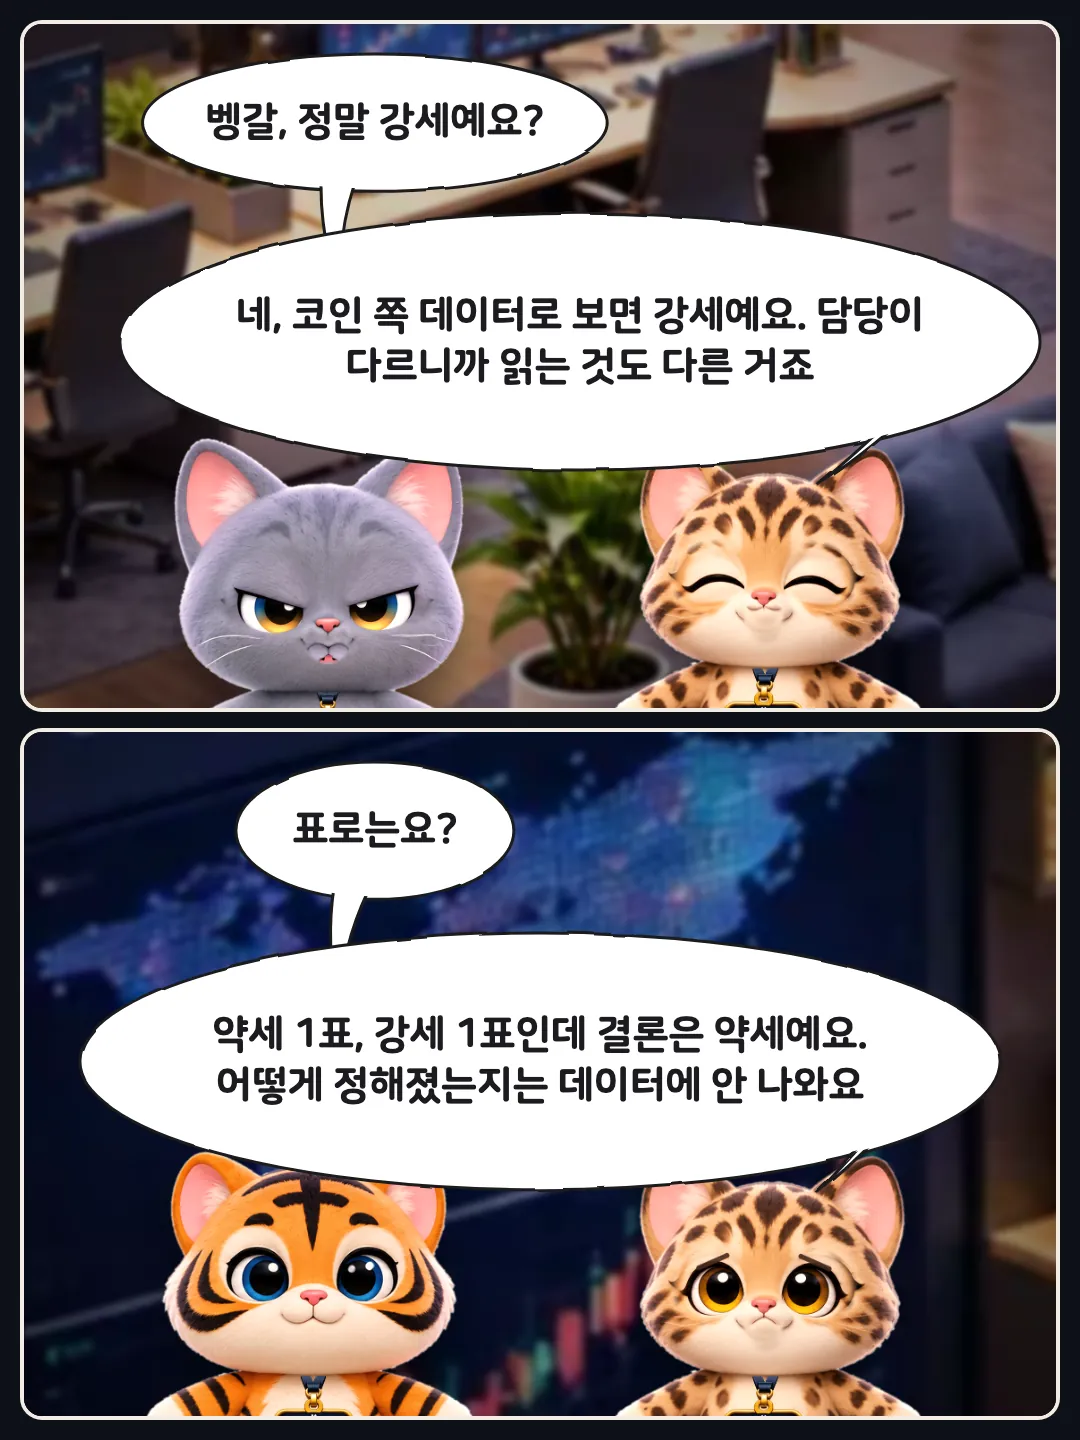 벵갈, 정말 강세예요?
네, 코인 쪽 데이터로 보면 강세예요. 담당이
다르니까 읽는 것도 다른 거죠
표로는요?
약세 1표, 강세 1표인데 결론은 약세예요.
어떻게 정해졌는지는 데이터에 안 나와요